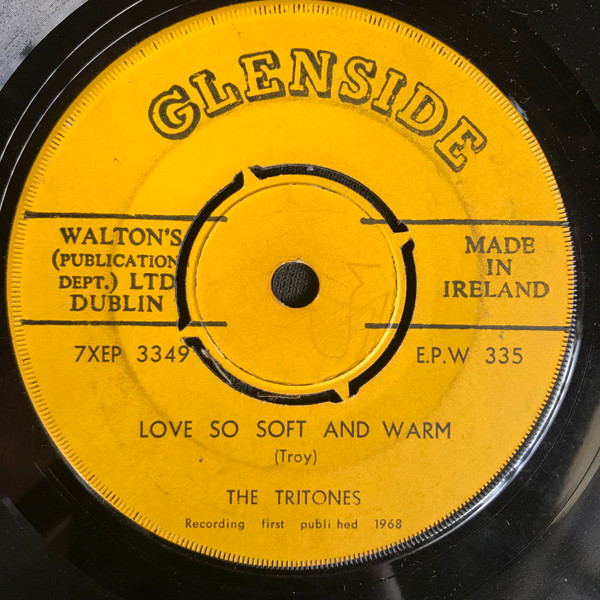 GLENSIDE
WALTON'S
(PUBLICATION
DEPT.) LTD
DUBLIN
MADE
IN
IRELAND
7XEP 3349
E.P.W 335
LOVE SO SOFT AND WARM
(Troy)
THE TRITONES
Recording first publi hed 1968